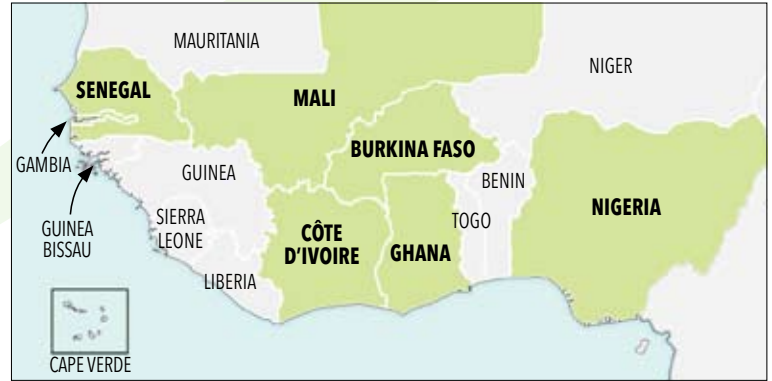 MAURITANIA
NIGER
SENEGAL
MALI
BURKINA FASO
GAMBIA
GUINEA
BENIN
GUINEA
BISSAU
SIERRA
LEONE
CÔTE
D'IVOIRE
GHANA
TOGO
NIGERIA
LIBERIA
CAPE VERDE